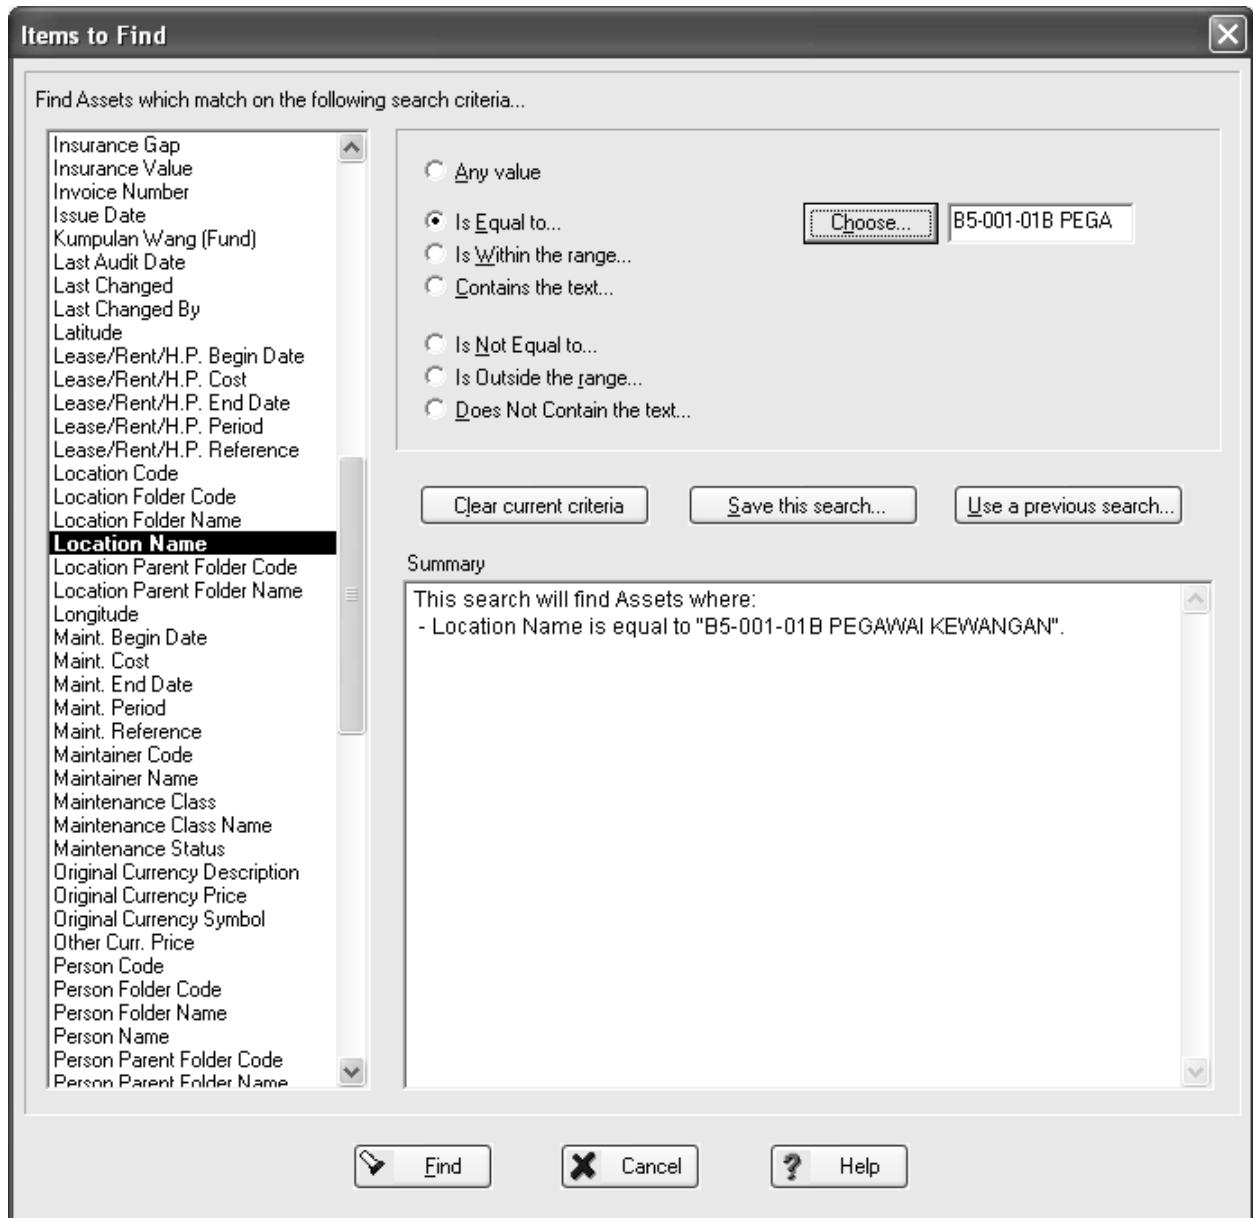 Items to Find
Find Assets which match on the following search criteria...
Insurance Gap
Insurance Value
Invoice Number
Issue Date
Kumpulan Wang (Fund)
Last Audit Date
Last Changed
Last Changed By
Latitude
Lease/Rent/H.P. Begin Date
Lease/Rent/H.P. Cost
Lease/Rent/H.P. End Date
Lease/Rent/H.P. Period
Lease/Rent/H.P. Reference
Location Code
Location Folder Code
Location Folder Name
Location Name
Location Parent Folder Code
Location Parent Folder Name
Longitude
Maint. Begin Date
Maint. Cost
Maint. End Date
Maint. Period
Maint. Reference
Maintainer Code
Maintainer Name
Maintenance Class
Maintenance Class Name
Maintenance Status
Original Currency Description
Original Currency Price
Original Currency Symbol
Other Curr. Price
Person Code
Person Folder Code
Person Folder Name
Person Name
Person Parent Folder Code
Person Parent Folder Name
Any value
Is Equal to...
Choose...
B5-001-01B PEGA
Is Within the range...
Contains the text...
Is Not Equal to...
Is Outside the range...
Does Not Contain the text...
Clear current criteria
Save this search...
Use a previous search...
Summary
This search will find Assets where:
- Location Name is equal to "B5-001-01B PEGAWAI KEWANGAN".
Find
Cancel
Help